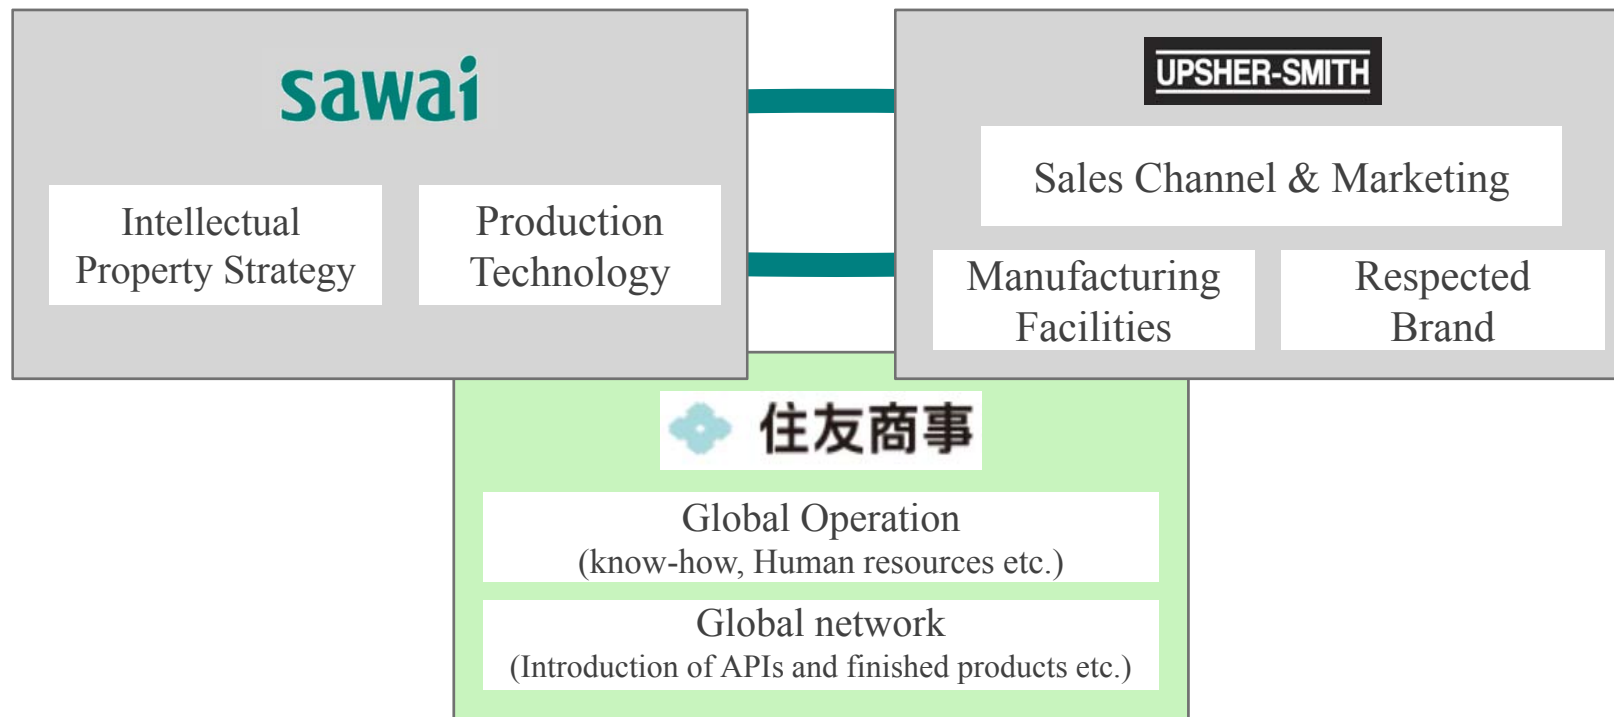 sawai
Intellectual
Property Strategy
Production
Technology
UPSHER-SMITH
Sales Channel & Marketing
Manufacturing
Facilities
Respected
Brand
住友商事
Global Operation
(know-how, Human resources etc.)
Global network
(Introduction of APIs and finished products etc.)